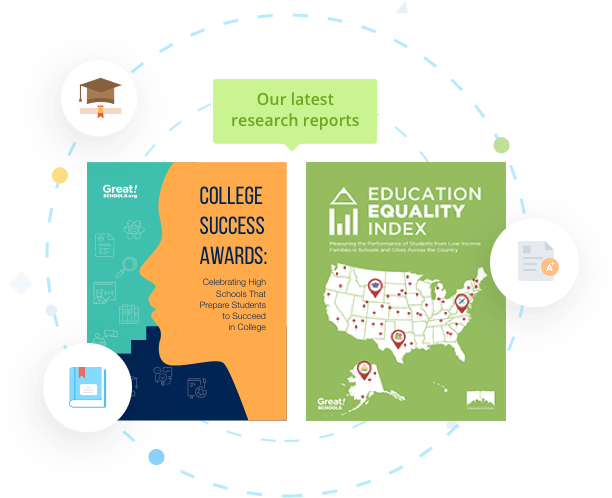 Our latest
research reports
Great!
SCHOOLS.org
COLLEGE
SUCCESS
AWARDS:
Celebrating High
Schools That
Prepare Students
to Succeed
in College
EDUCATION
EQUALITY
INDEX
Measuring the Performance of Students from Low-Income
Families in Schools and Cities Across the Country
A+
Great!
SCHOOLS